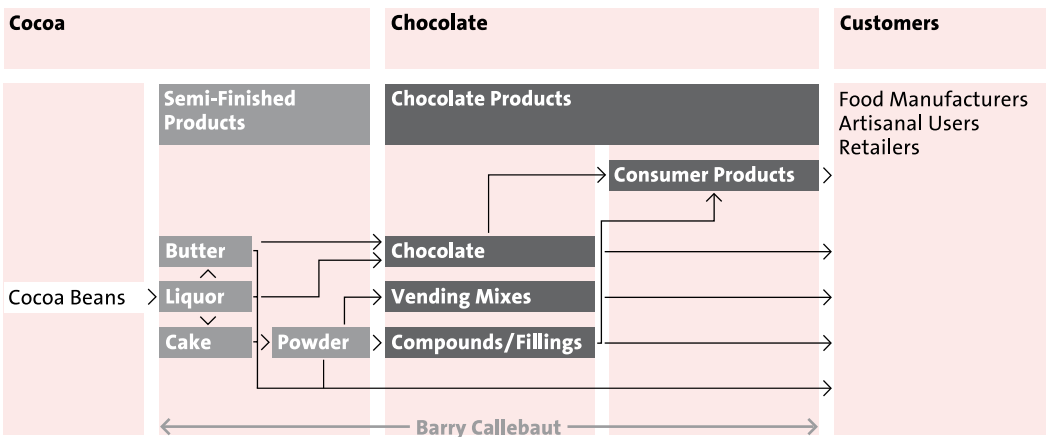 Cocoa
Chocolate
Customers
Semi-Finished
Products
Chocolate Products
Food Manufacturers
Artisanal Users
Retailers
Consumer Products
Butter
Chocolate
Cocoa Beans
Liquor
Vending Mixes
Cake
Powder
Compounds/Fillings
Barry Callebaut